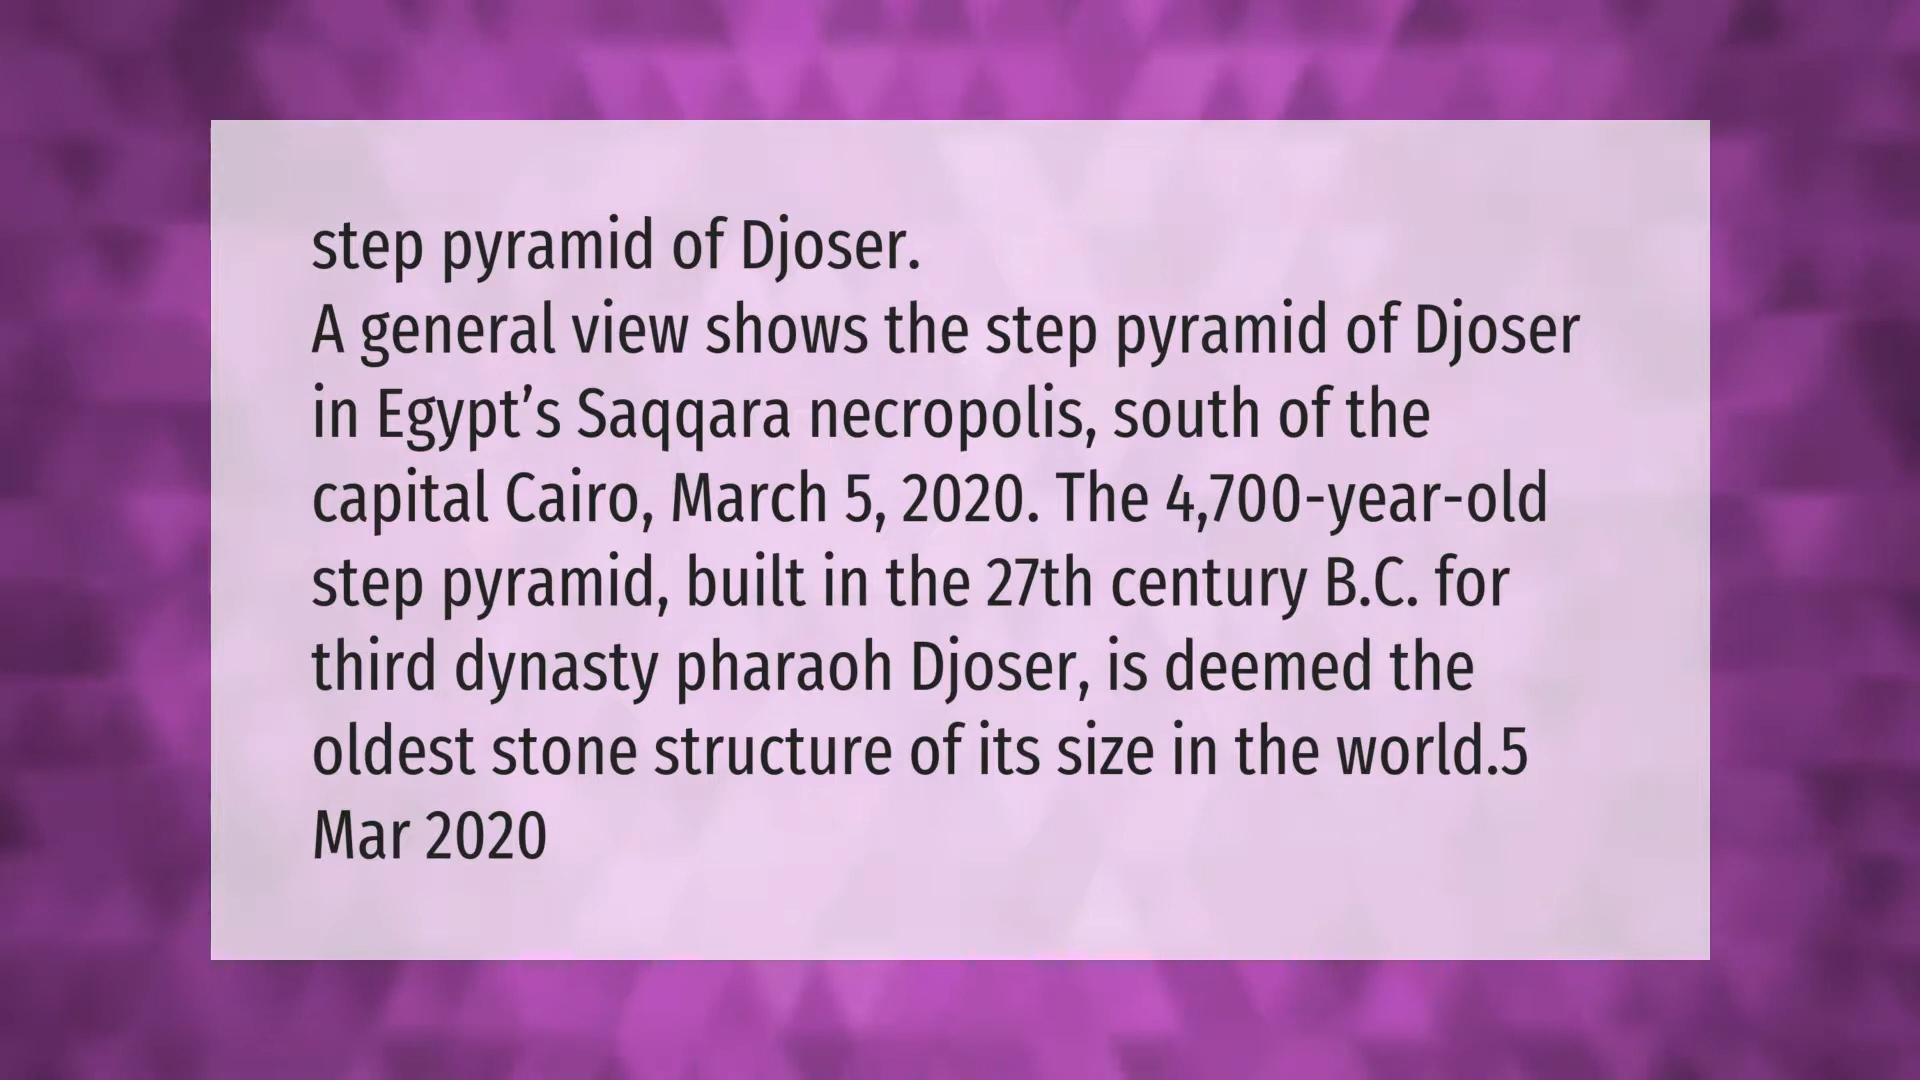 step pyramid of Djoser.
A general view shows the step pyramid of Djoser
in Egypt’s Saqqara necropolis, south of the
capital Cairo, March 5, 2020. The 4,700-year-old
step pyramid, built in the 27th century B.C. for
third dynasty pharaoh Djoser, is deemed the
oldest stone structure of its size in the world.5
Mar 2020